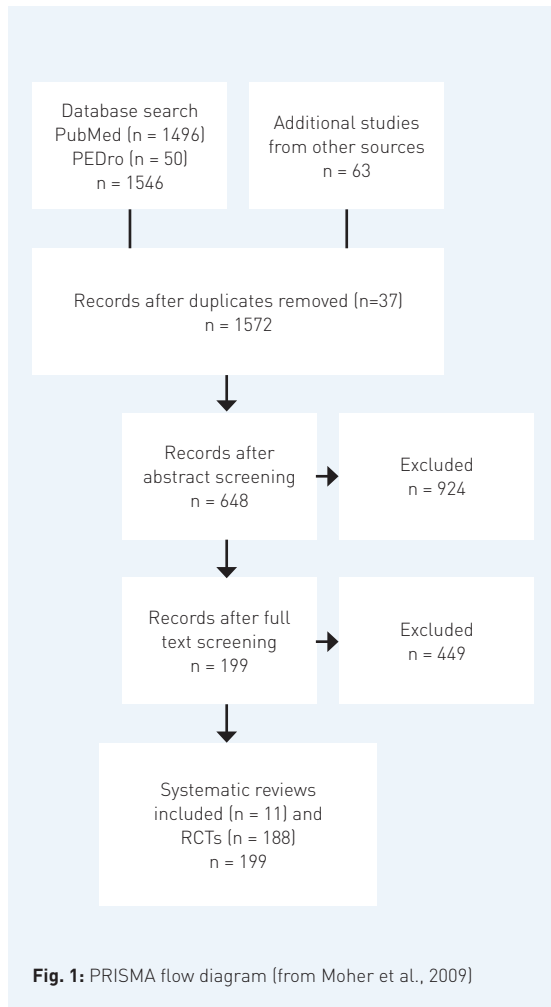 Database search
PubMed (n = 1496)
PEDro (n = 50)
n = 1546
Additional studies
from other sources
n = 63
Records after duplicates removed (n=37)
n = 1572
Records after
abstract screening
n = 648
Excluded
n = 924
Records after full
text screening
n = 199
Excluded
n = 449
Systematic reviews
included (n = 11) and
RCTs (n = 188)
n = 199
Fig. 1: PRISMA flow diagram (from Moher et al., 2009)